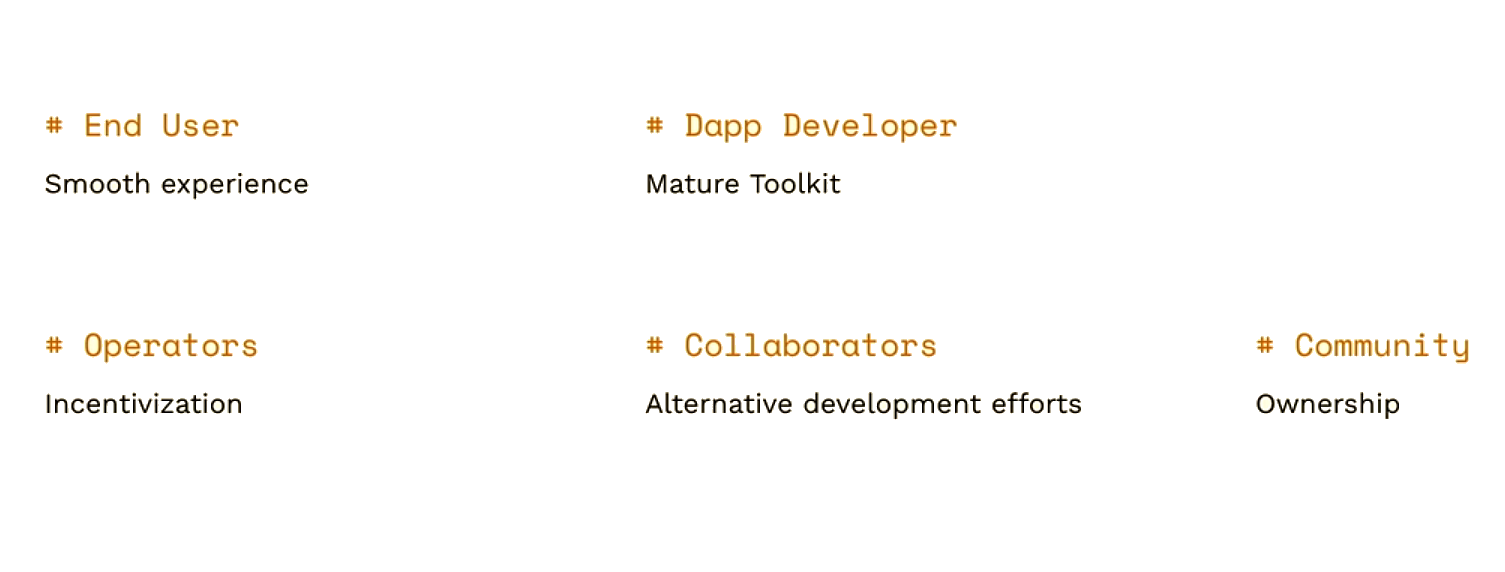 # End User
Smooth experience
# Dapp Developer
Mature Toolkit
# Operators
Incentivization
# Collaborators
Alternative development efforts
# Community
Ownership